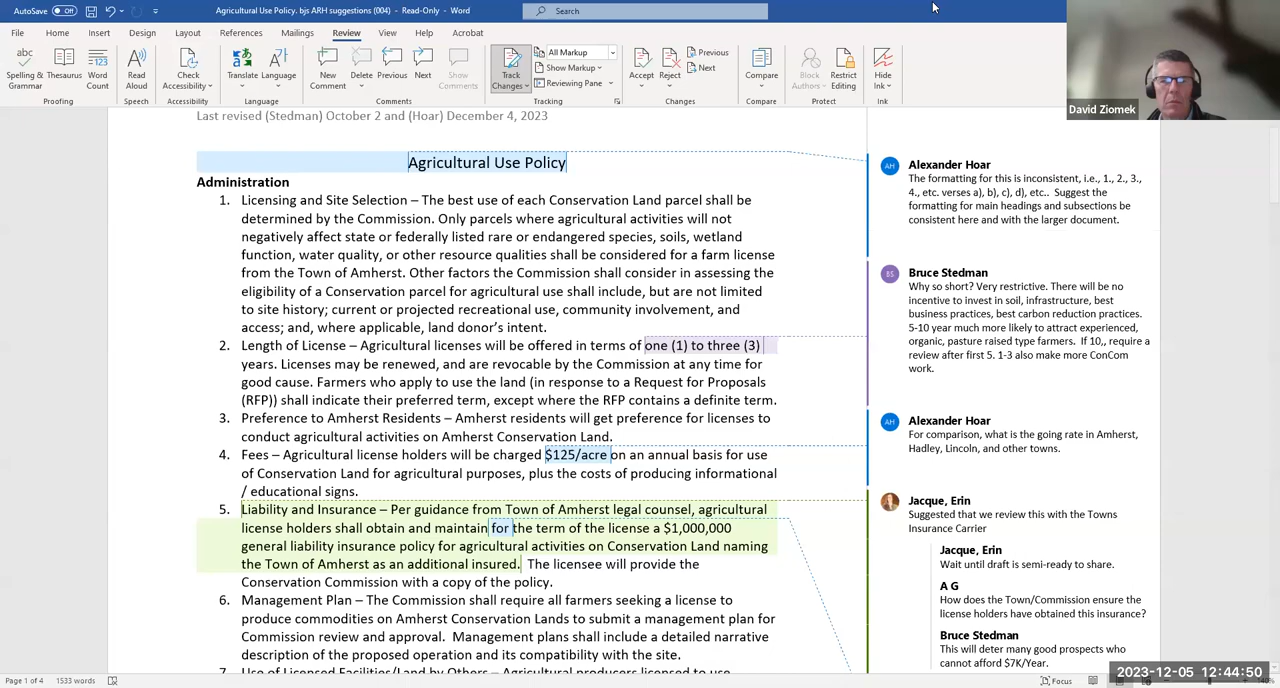 AutoSave Off Agricultural Use Policy. bjs ARH suggestions (004) - Read-Only - Word Search
File Home Insert Design Layout References Mailings Review View Help Acrobat
abc Spelling & Grammar Thesaurus Word Count Read Aloud Check Accessibility Translate Language New Comment Delete Previous Next Show Comments Track Changes All Markup Show Markup Reviewing Pane Accept Reject Previous Next Compare Block Authors Restrict Editing Hide Ink
Proofing Speech Accessibility Language Comments Tracking Changes Compare Protect Ink
David Ziomek
Last revised (Stedman) October 2 and (Hoar) December 4, 2023
Agricultural Use Policy
Administration
1. Licensing and Site Selection – The best use of each Conservation Land parcel shall be
determined by the Commission. Only parcels where agricultural activities will not
negatively affect state or federally listed rare or endangered species, soils, wetland
function, water quality, or other resource qualities shall be considered for a farm license
from the Town of Amherst. Other factors the Commission shall consider in assessing the
eligibility of a Conservation parcel for agricultural use shall include, but are not limited
to site history; current or projected recreational use, community involvement, and
access; and, where applicable, land donor’s intent.
2. Length of License – Agricultural licenses will be offered in terms of one (1) to three (3)
years. Licenses may be renewed, and are revocable by the Commission at any time for
good cause. Farmers who apply to use the land (in response to a Request for Proposals
(RFP)) shall indicate their preferred term, except where the RFP contains a definite term.
3. Preference to Amherst Residents – Amherst residents will get preference for licenses to
conduct agricultural activities on Amherst Conservation Land.
4. Fees – Agricultural license holders will be charged $125/acre on an annual basis for use
of Conservation Land for agricultural purposes, plus the costs of producing informational
/ educational signs.
5. Liability and Insurance – Per guidance from Town of Amherst legal counsel, agricultural
license holders shall obtain and maintain for the term of the license a $1,000,000
general liability insurance policy for agricultural activities on Conservation Land naming
the Town of Amherst as an additional insured. The licensee will provide the
Conservation Commission with a copy of the policy.
6. Management Plan – The Commission shall require all farmers seeking a license to
produce commodities on Amherst Conservation Lands to submit a management plan for
Commission review and approval. Management plans shall include a detailed narrative
description of the proposed operation and its compatibility with the site.
7. Use of Licensed Facilities/Land by Others – Agricultural producers licensed to use
AH Alexander Hoar
The formatting for this is inconsistent, i.e., 1., 2., 3.,
4., etc. verses a), b), c), d), etc.. Suggest the
formatting for main headings and subsections be
consistent here and with the larger document.
BS Bruce Stedman
Why so short? Very restrictive. There will be no
incentive to invest in soil, infrastructure, best
business practices, best carbon reduction practices.
5-10 year much more likely to attract experienced,
organic, pasture raised type farmers. If 10,, require a
review after first 5. 1-3 also make more ConCom
work.
AH Alexander Hoar
For comparison, what is the going rate in Amherst,
Hadley, Lincoln, and other towns.
Jacque, Erin
Suggested that we review this with the Towns
Insurance Carrier
Jacque, Erin
Wait until draft is semi-ready to share.
A G
How does the Town/Commission ensure the
license holders have obtained this insurance?
Bruce Stedman
This will deter many good prospects who
cannot afford $7K/Year.
2023-12-05 12:44:50
Page 1 of 4 1533 words Focus